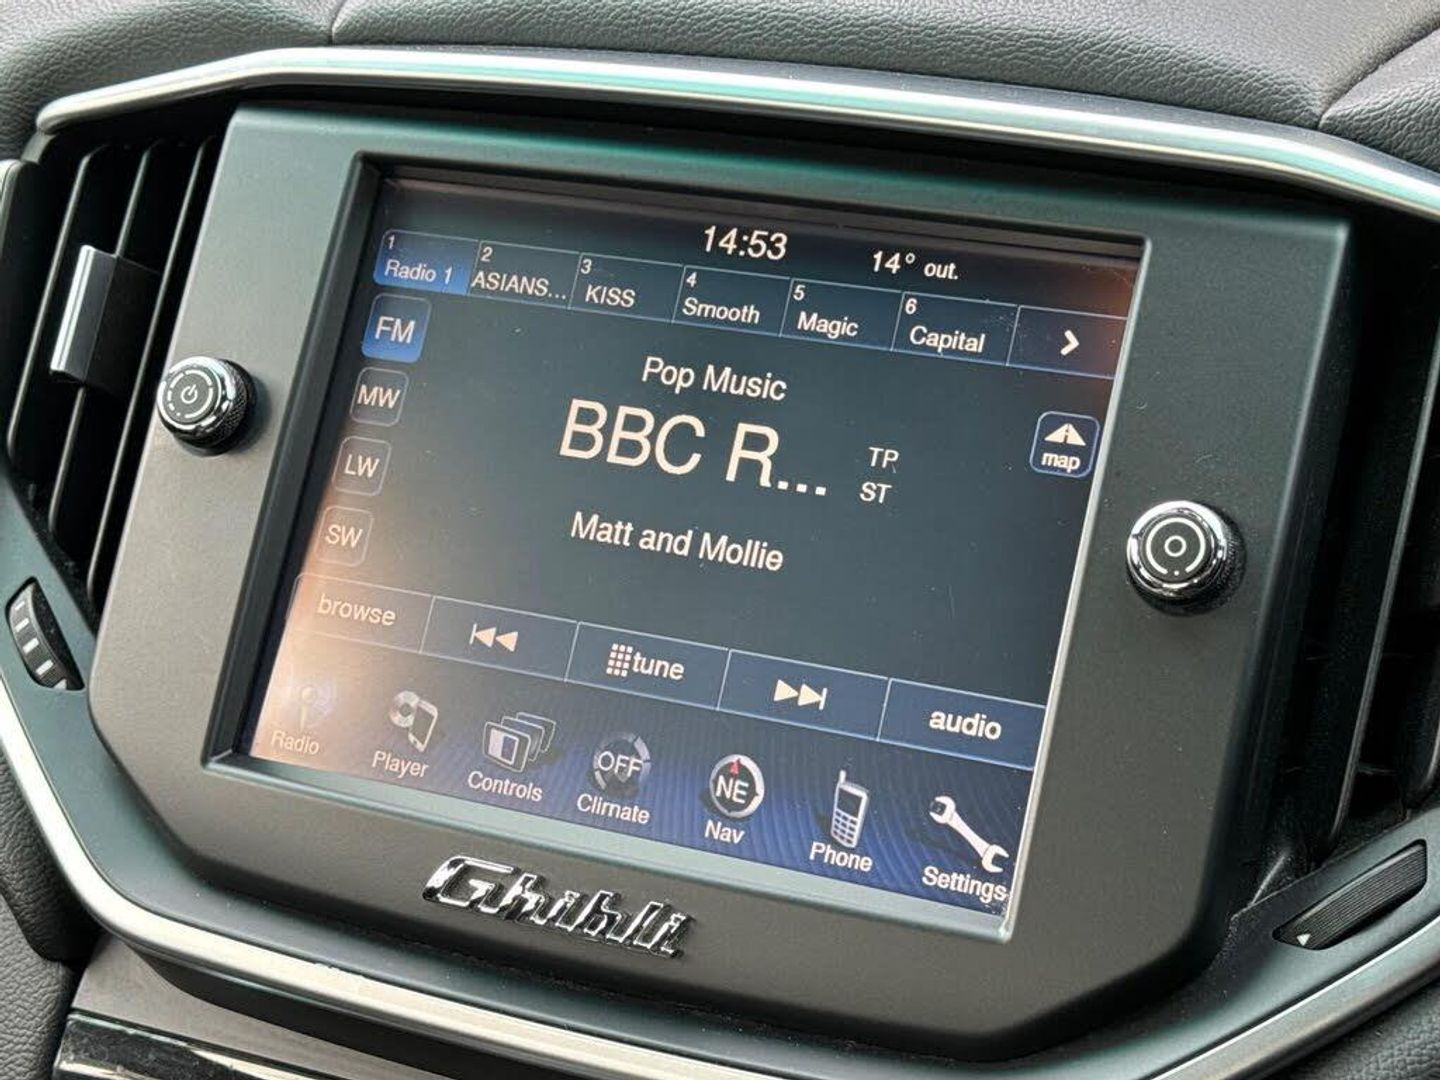 14:53 14° out.
1 Radio 1 2 ASIANS... 3 KISS 4 Smooth 5 Magic 6 Capital >
FM
MW
LW
SW
Pop Music
BBC R...
TP
ST
Matt and Mollie
map
browse tune audio
Radio Player Controls OFF Climate NE Nav Phone Settings
Ghibli